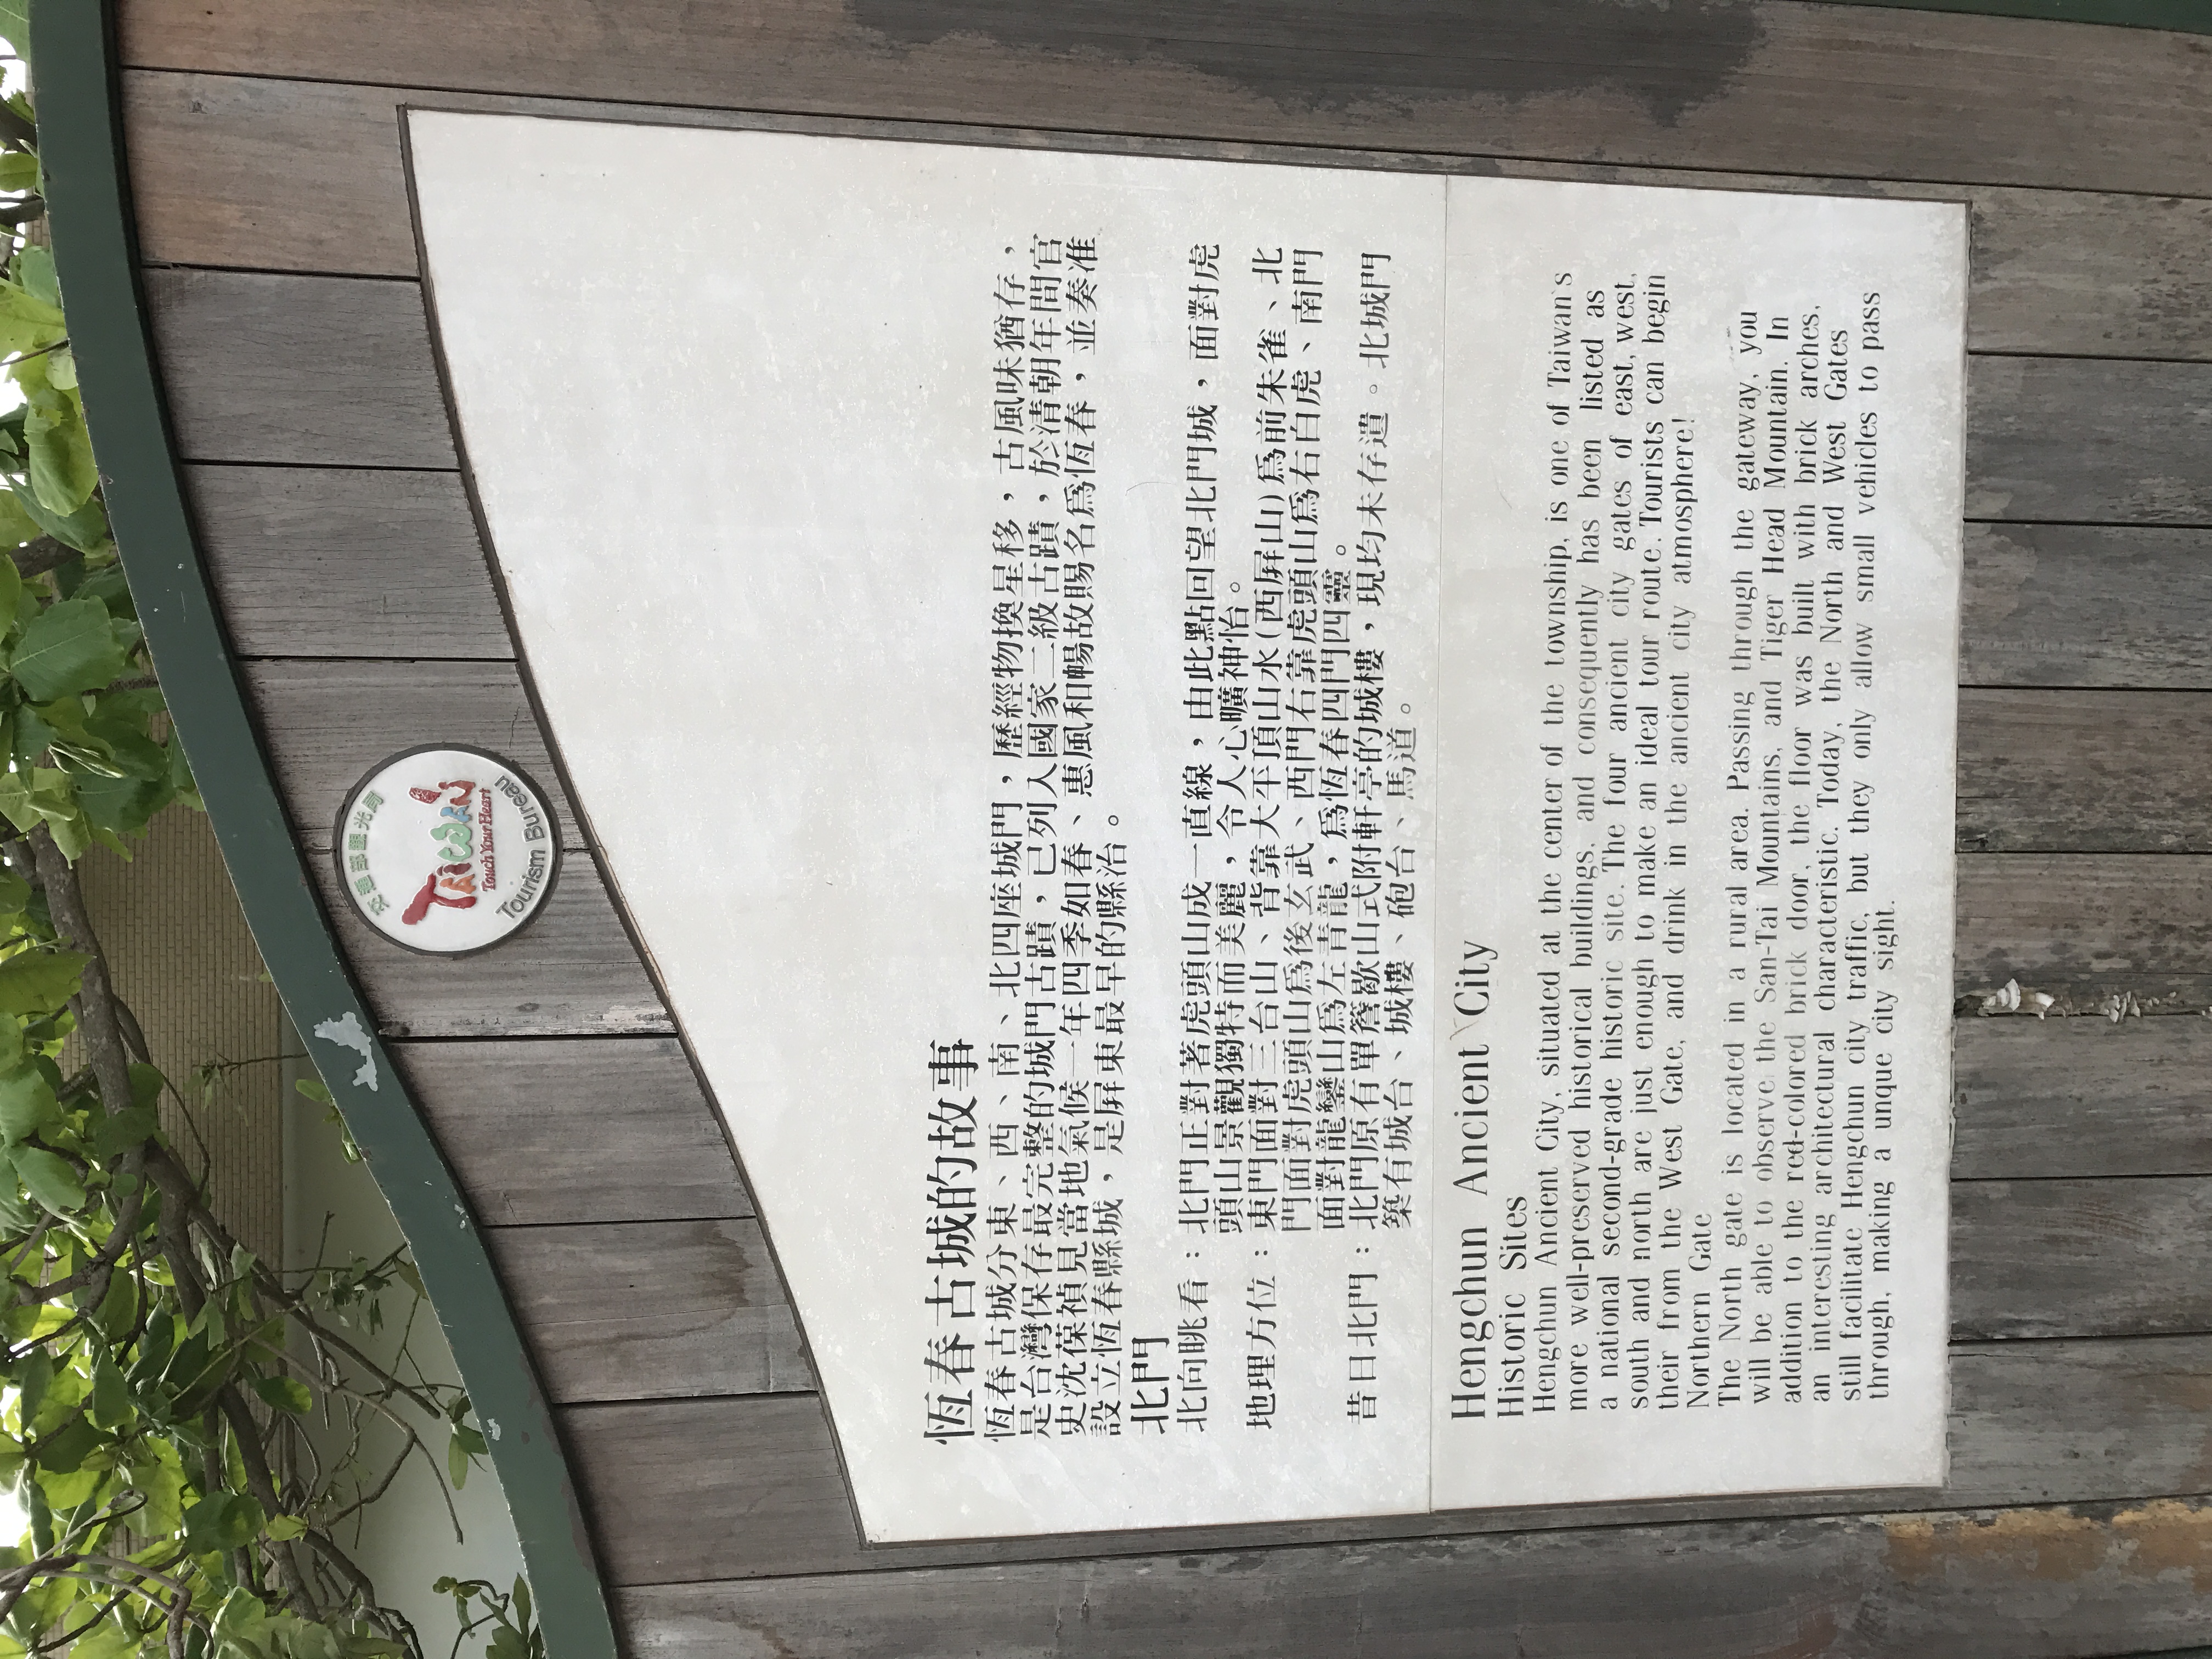 交通部觀光局
TAIWAN
Touch Your Heart
Tourism Bureau
恆春古城的故事
恆春古城分東、西、南、北四座城門，歷經物換星移，古風味猶存，
是台灣保存最完整的城門古蹟，已列入國家二級古蹟，於清朝年間官
吏沈葆禎見當地氣候一年四季如春、惠風和暢故賜名爲恆春，並奏准
設立恆春縣城，是屛東最早的縣治。
北門
北向眺看：北門正對著虎頭山成一直線，由此點回望北門城，面對虎
頭山景觀獨特而美麗，令人心曠神怡。
地理方位：東門面對三台山、背靠大平頂山水(西屛山)爲前朱雀、北
門面對虎頭山爲後玄武、西門右靠虎頭山爲右白虎、南門
面對龍鑾山爲左青龍，爲恆春四門四靈。
昔日北門：北門原有單簷歇山式附軒亭的城樓，現均未存遺。北城門
築有城台、城樓、砲台、馬道。
Hengchun Ancient City
Historic Sites
Hengchun Ancient City, situated at the center of the township, is one of Taiwan's
more well-preserved historical buildings, and consequently has been listed as
a national second-grade historic site. The four ancient city gates of east, west,
south and north are just enough to make an ideal tour route. Tourists can begin
their from the West Gate, and drink in the ancient city atmosphere!
Northern Gate
The North gate is located in a rural area. Passing through the gateway, you
will be able to observe the San-Tai Mountains, and Tiger Head Mountain. In
addition to the red-colored brick door, the floor was built with brick arches,
an interesting architectural characteristic. Today, the North and West Gates
still facilitate Hengchun city traffic, but they only allow small vehicles to pass
through, making a unque city sight.